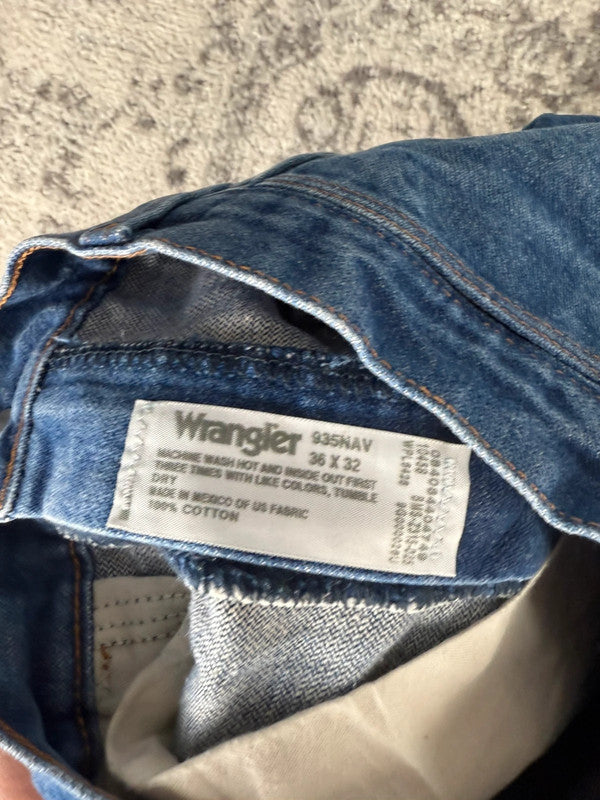 Wrangler 935NAV
36 X 32
MACHINE WASH HOT AND INSIDE OUT FIRST
THREE TIMES WITH LIKE COLORS, TUMBLE
DRY
MADE IN MEXICO OF US FABRIC
100% COTTON